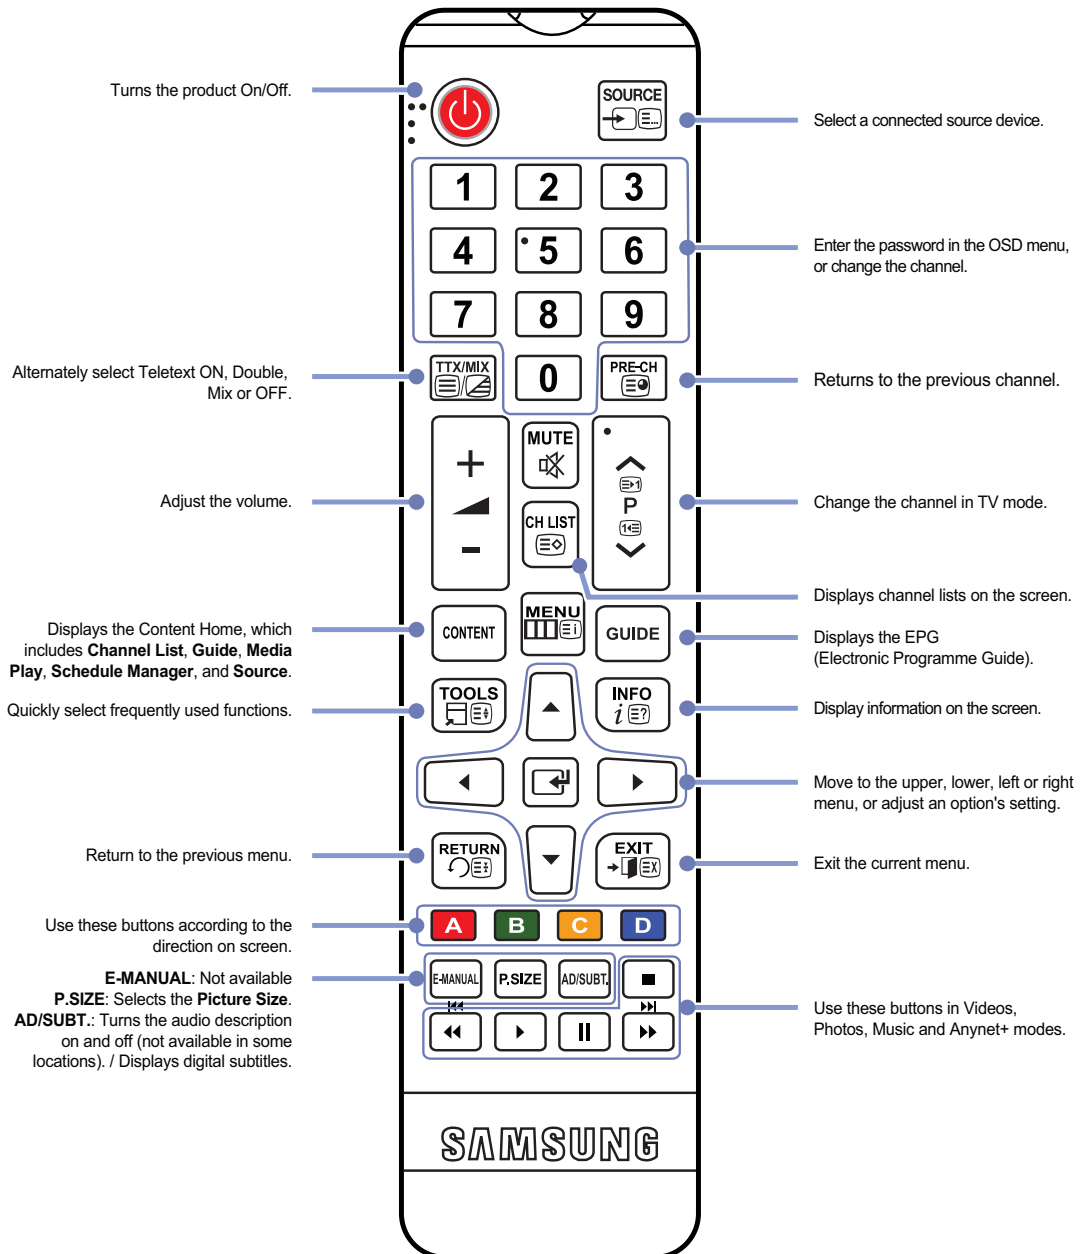 Turns the product On/Off.
SOURCE
Select a connected source device.
1 2 3
4 5 6
Enter the password in the OSD menu,
or change the channel.
7 8 9
Alternately select Teletext ON, Double,
Mix or OFF.
TTX/MIX
0
PRE-CH
Returns to the previous channel.
MUTE
Adjust the volume.
+
-
CH LIST
P
Change the channel in TV mode.
Displays channel lists on the screen.
Displays the Content Home, which
includes Channel List, Guide, Media
Play, Schedule Manager, and Source.
CONTENT
MENU
GUIDE
Displays the EPG
(Electronic Programme Guide).
Quickly select frequently used functions.
TOOLS
INFO
i
Display information on the screen.
Move to the upper, lower, left or right
menu, or adjust an option's setting.
Return to the previous menu.
RETURN
EXIT
Exit the current menu.
Use these buttons according to the
direction on screen.
A B C D
E-MANUAL: Not available
P.SIZE: Selects the Picture Size.
AD/SUBT.: Turns the audio description
on and off (not available in some
locations). / Displays digital subtitles.
E-MANUAL P.SIZE AD/SUBT.
Use these buttons in Videos,
Photos, Music and Anynet+ modes.
SAMSUNG